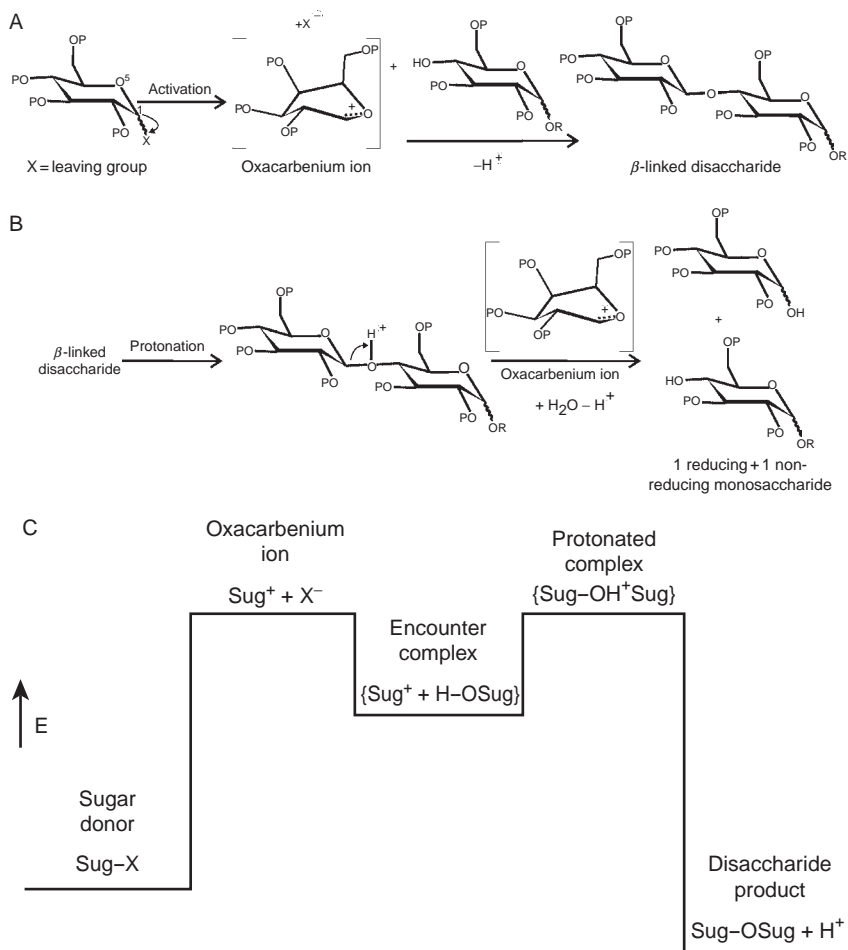 A
OP
PO
PO
O5
1
PO
X
X = leaving group
Activation
+X–
OP
OP
PO
+
O
OP
Oxacarbenium ion
+
OP
HO
O
PO
PO
OR
–H+
OP
PO
O
PO
PO
O
OP
O
PO
PO
OR
β-linked disaccharide
B
β-linked
disaccharide
Protonation
OP
PO
O
PO
PO
H +
O
OP
O
PO
PO
OR
OP
PO
PO
+
O
OP
Oxacarbenium ion
+ H2O – H+
OP
PO
O
PO
PO
OH
+
OP
HO
O
PO
PO
OR
1 reducing + 1 non-
reducing monosaccharide
C
Oxacarbenium
ion
Sug+ + X–
Protonated
complex
{Sug–OH+Sug}
Encounter
complex
{Sug+ + H–OSug}
E
Sugar
donor
Sug–X
Disaccharide
product
Sug–OSug + H+